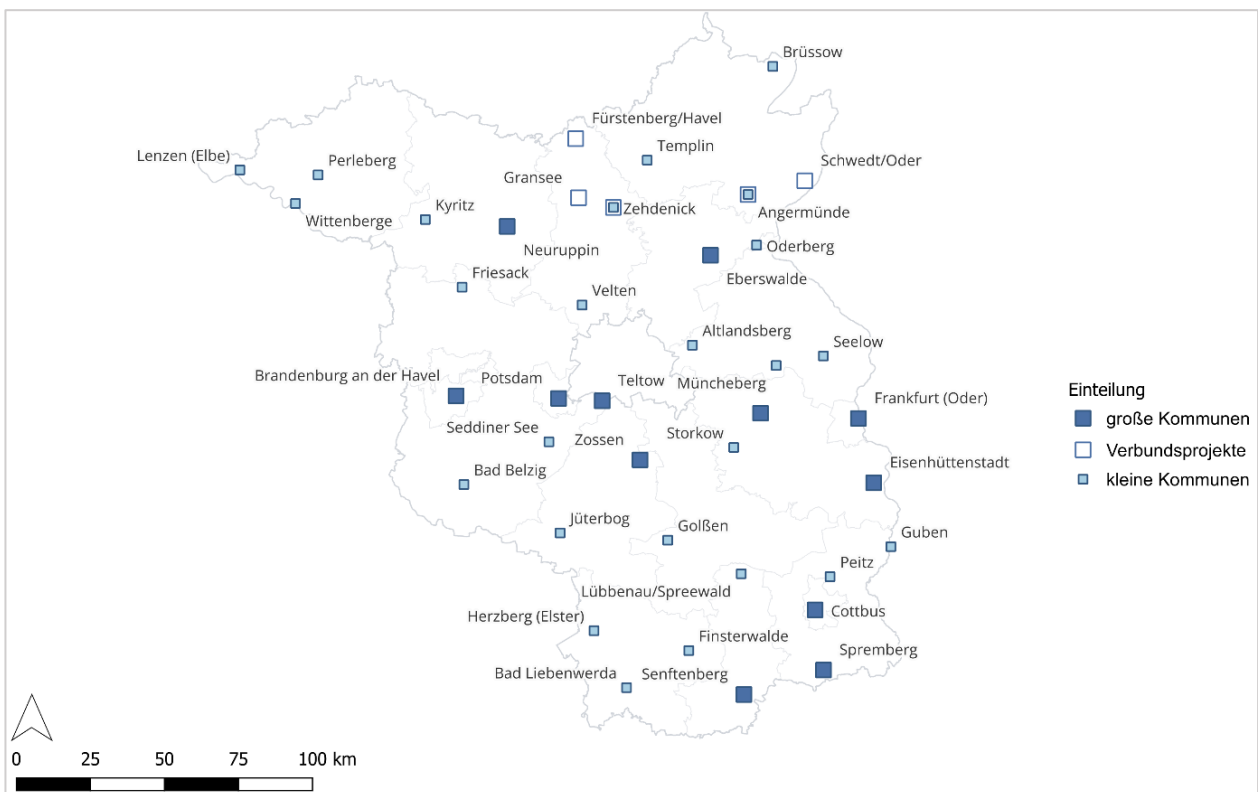 Brüssow
Fürstenberg/Havel
Templin
Lenzen (Elbe)
Perleberg
Schwedt/Oder
Gransee
Kyritz
Zehdenick
Angermünde
Wittenberge
Neuruppin
Oderberg
Friesack
Eberswalde
Velten
Altlandsberg
Seelow
Brandenburg an der Havel
Potsdam
Teltow
Müncheberg
Frankfurt (Oder)
Seddiner See
Zossen
Storkow
Eisenhüttenstadt
Bad Belzig
Jüterbog
Golßen
Guben
Peitz
Lübbenau/Spreewald
Herzberg (Elster)
Cottbus
Finsterwalde
Spremberg
Bad Liebenwerda
Senftenberg
Einteilung
große Kommunen
Verbundsprojekte
kleine Kommunen
0 25 50 75 100 km